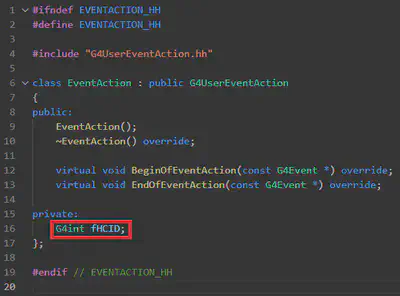 1 #ifndef EVENTACTION_HH
2 #define EVENTACTION_HH
3
4 #include "G4UserEventAction.hh"
5
6 class EventAction : public G4UserEventAction
7 {
8 public:
9 EventAction();
10 ~EventAction() override;
11
12 virtual void BeginOfEventAction(const G4Event *) override;
13 virtual void EndOfEventAction(const G4Event *) override;
14
15 private:
16 G4int fHCID;
17 };
18
19 #endif // EVENTACTION_HH
20